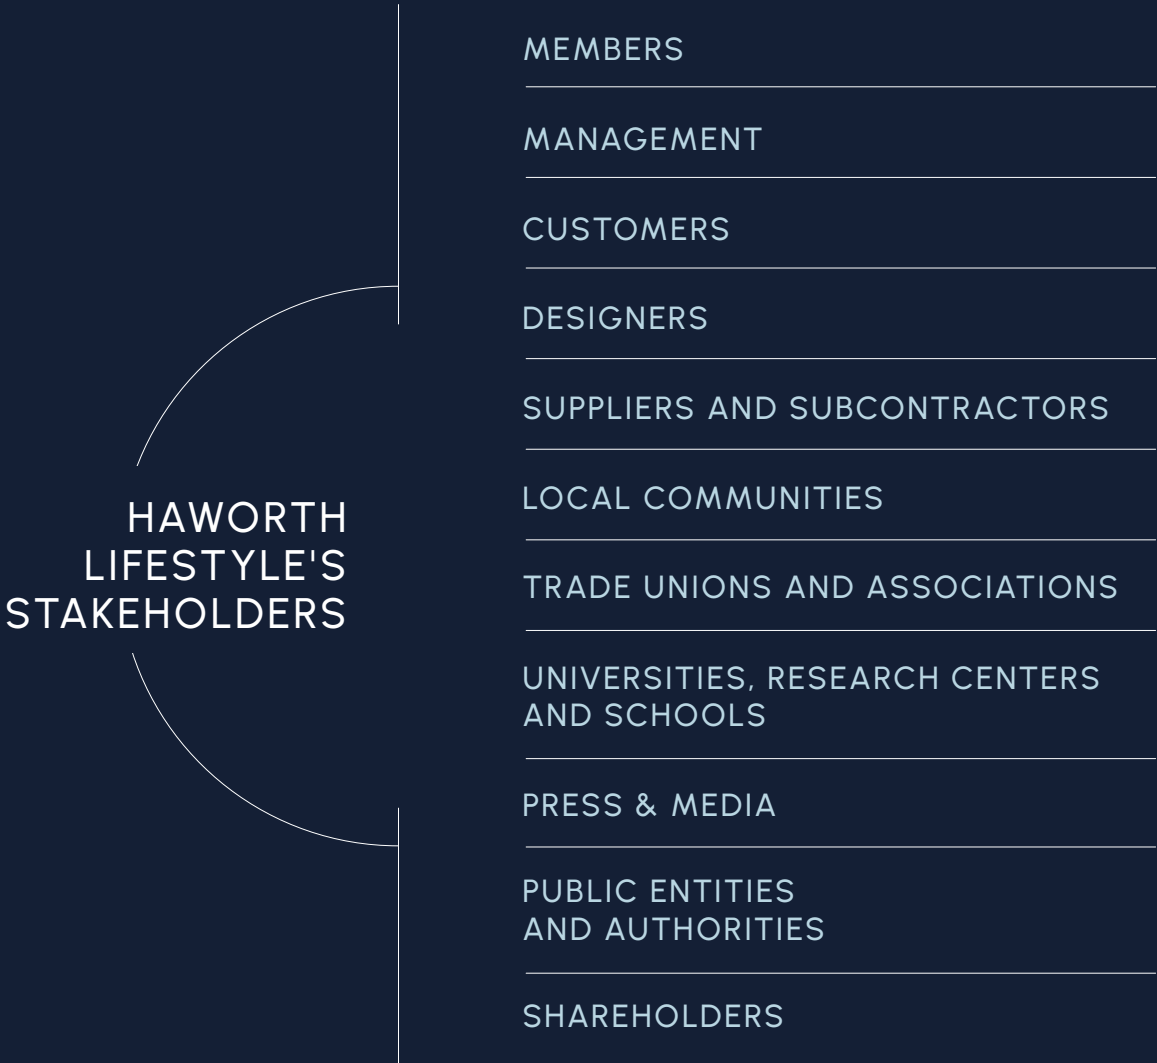 HAWORTH
LIFESTYLE'S
STAKEHOLDERS
MEMBERS
MANAGEMENT
CUSTOMERS
DESIGNERS
SUPPLIERS AND SUBCONTRACTORS
LOCAL COMMUNITIES
TRADE UNIONS AND ASSOCIATIONS
UNIVERSITIES, RESEARCH CENTERS
AND SCHOOLS
PRESS & MEDIA
PUBLIC ENTITIES
AND AUTHORITIES
SHAREHOLDERS